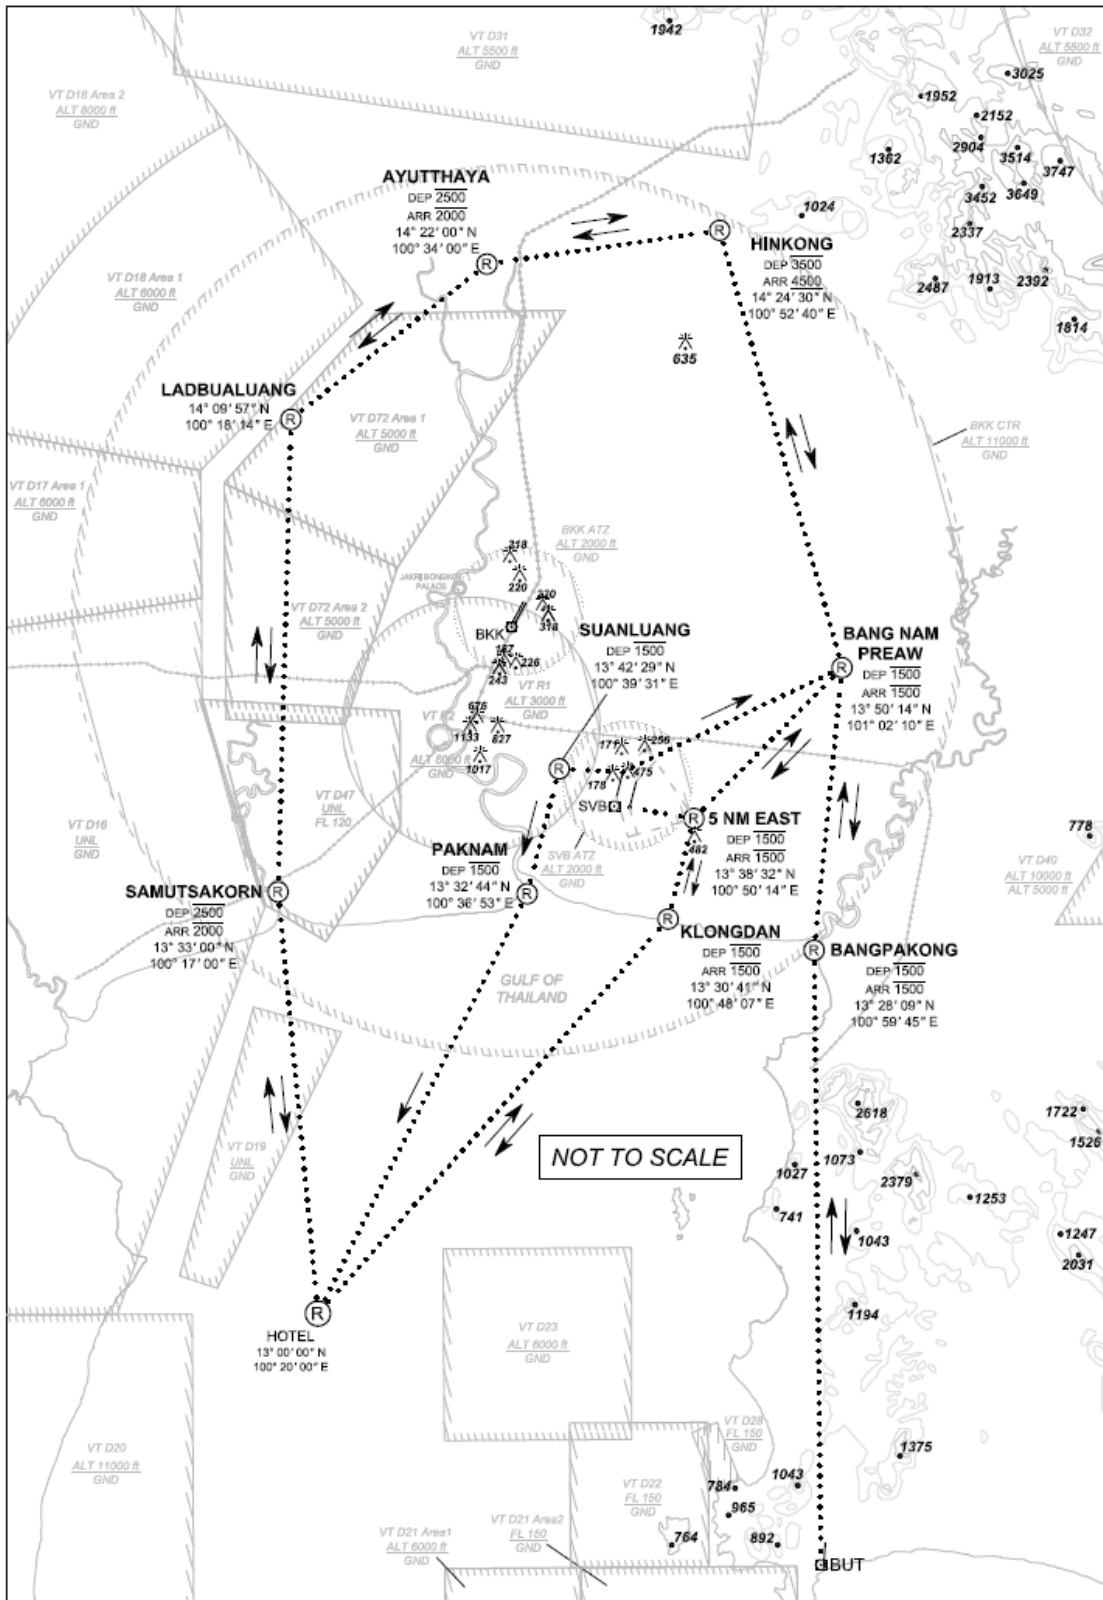 1942
VT D31
ALT 5500 ft
GND
VT D32
ALT 5500 ft
GND
3025
VT D18 Area 2
ALT 8000 ft
GND
1952
2152
2904
1362
3514
3747
3452
3649
2337
1024
AYUTTHAYA
DEP 2500
ARR 2000
14° 22' 00" N
100° 34' 00" E
HINKONG
DEP 3500
ARR 4500
14° 24' 30" N
100° 52' 40" E
2487
1913
2392
1814
VT D18 Area 1
ALT 6000 ft
GND
635
LADBUALUANG
14° 09' 57" N
100° 18' 14" E
VT D72 Area 1
ALT 5000 ft
GND
BKK CTR
ALT 11000 ft
GND
VT D17 Area 1
ALT 6000 ft
GND
BKK ATZ
ALT 2000 ft
GND
318
220
JAKRIBONGKOT
PALACE
220
318
BKK
VT D72 Area 2
ALT 5000 ft
GND
187
226
243
SUANLUANG
DEP 1500
13° 42' 29" N
100° 39' 31" E
BANG NAM
PREAW
DEP 1500
ARR 1500
13° 50' 14" N
101° 02' 10" E
VT R1
ALT 3000 ft
GND
VT R2
ALT 6000 ft
GND
676
1133
827
1017
171
256
178
475
SVB
VT D47
UNL
FL 120
VT D16
UNL
GND
PAKNAM
DEP 1500
13° 32' 44" N
100° 36' 53" E
SVB ATZ
ALT 2000 ft
GND
5 NM EAST
DEP 1500
ARR 1500
13° 38' 32" N
100° 50' 14" E
482
778
VT D40
ALT 10000 ft
ALT 5000 ft
SAMUTSAKORN
DEP 2500
ARR 2000
13° 33' 00" N
100° 17' 00" E
KLONGDAN
DEP 1500
ARR 1500
13° 30' 41" N
100° 48' 07" E
BANGPAKONG
DEP 1500
ARR 1500
13° 28' 09" N
100° 59' 45" E
GULF OF
THAILAND
2618
1722
1526
VT D19
UNL
GND
NOT TO SCALE
1027
1073
2379
741
1253
1043
1247
2031
R
HOTEL
13° 00' 00" N
100° 20' 00" E
1194
VT D23
ALT 6000 ft
GND
VT D20
ALT 11000 ft
GND
VT D28
FL 150
GND
1375
VT D22
FL 150
GND
784
1043
965
VT D21 Area1
ALT 6000 ft
GND
VT D21 Area2
FL 150
GND
764
892
BUT